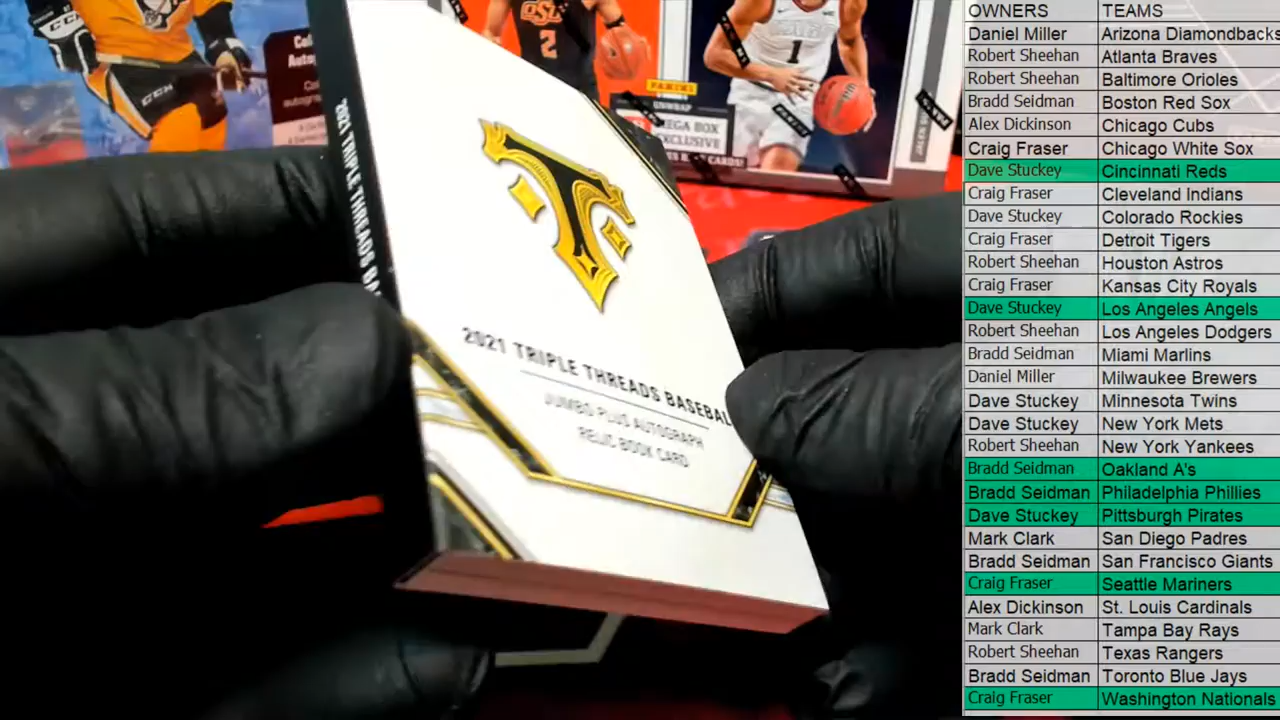 2021 TRIPLE THREADS BA
2021 TRIPLE THREADS BASEBAL
JUMBO PLUS AUTOGRAPH
RELIC BOOK CARD
CCM
2
1
PANINI
MEGA BOX
EXCLUSIVE
OWNERS TEAMS
Daniel Miller Arizona Diamondbacks
Robert Sheehan Atlanta Braves
Robert Sheehan Baltimore Orioles
Bradd Seidman Boston Red Sox
Alex Dickinson Chicago Cubs
Craig Fraser Chicago White Sox
Dave Stuckey Cincinnati Reds
Craig Fraser Cleveland Indians
Dave Stuckey Colorado Rockies
Craig Fraser Detroit Tigers
Robert Sheehan Houston Astros
Craig Fraser Kansas City Royals
Dave Stuckey Los Angeles Angels
Robert Sheehan Los Angeles Dodgers
Bradd Seidman Miami Marlins
Daniel Miller Milwaukee Brewers
Dave Stuckey Minnesota Twins
Dave Stuckey New York Mets
Robert Sheehan New York Yankees
Bradd Seidman Oakland A's
Bradd Seidman Philadelphia Phillies
Dave Stuckey Pittsburgh Pirates
Mark Clark San Diego Padres
Bradd Seidman San Francisco Giants
Craig Fraser Seattle Mariners
Alex Dickinson St. Louis Cardinals
Mark Clark Tampa Bay Rays
Robert Sheehan Texas Rangers
Bradd Seidman Toronto Blue Jays
Craig Fraser Washington Nationals